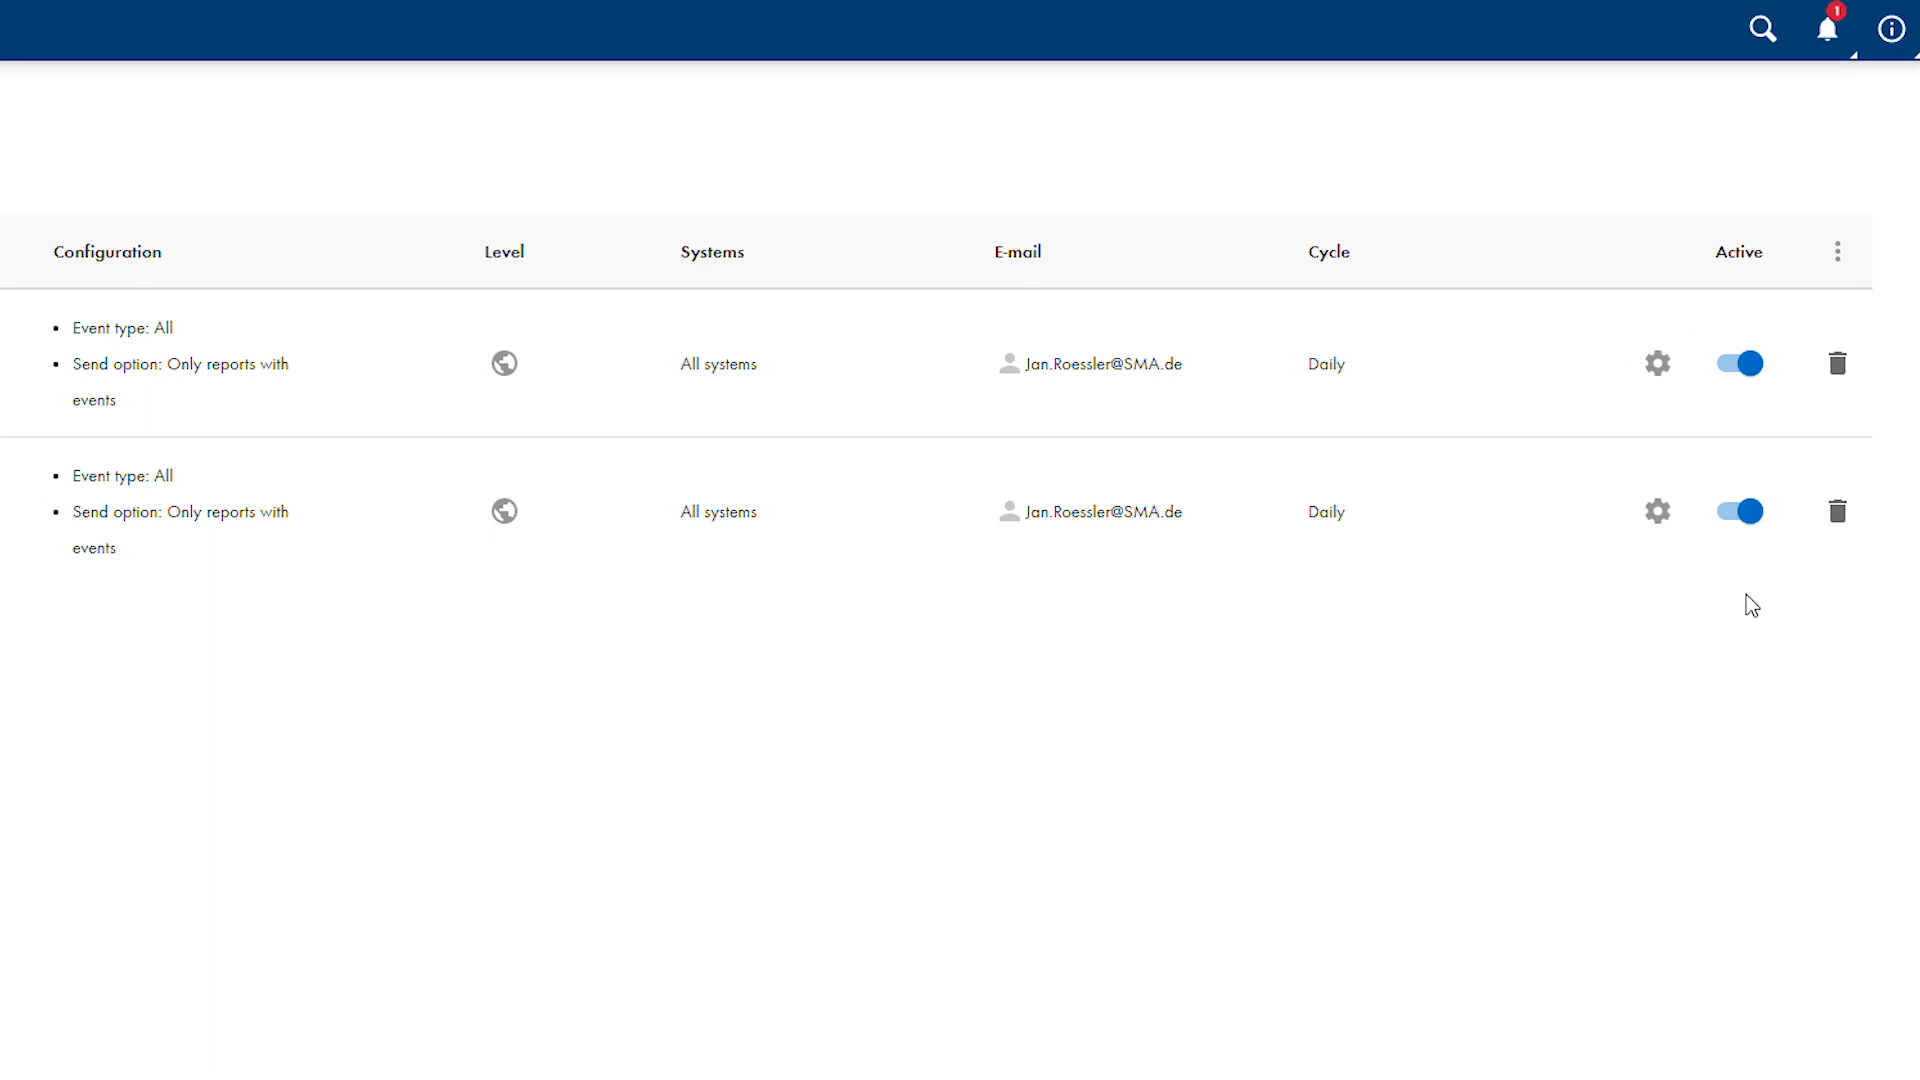 1
Configuration Level Systems E-mail Cycle Active
• Event type: All
• Send option: Only reports with All systems Jan.Roessler@SMA.de Daily
events
• Event type: All
• Send option: Only reports with All systems Jan.Roessler@SMA.de Daily
events